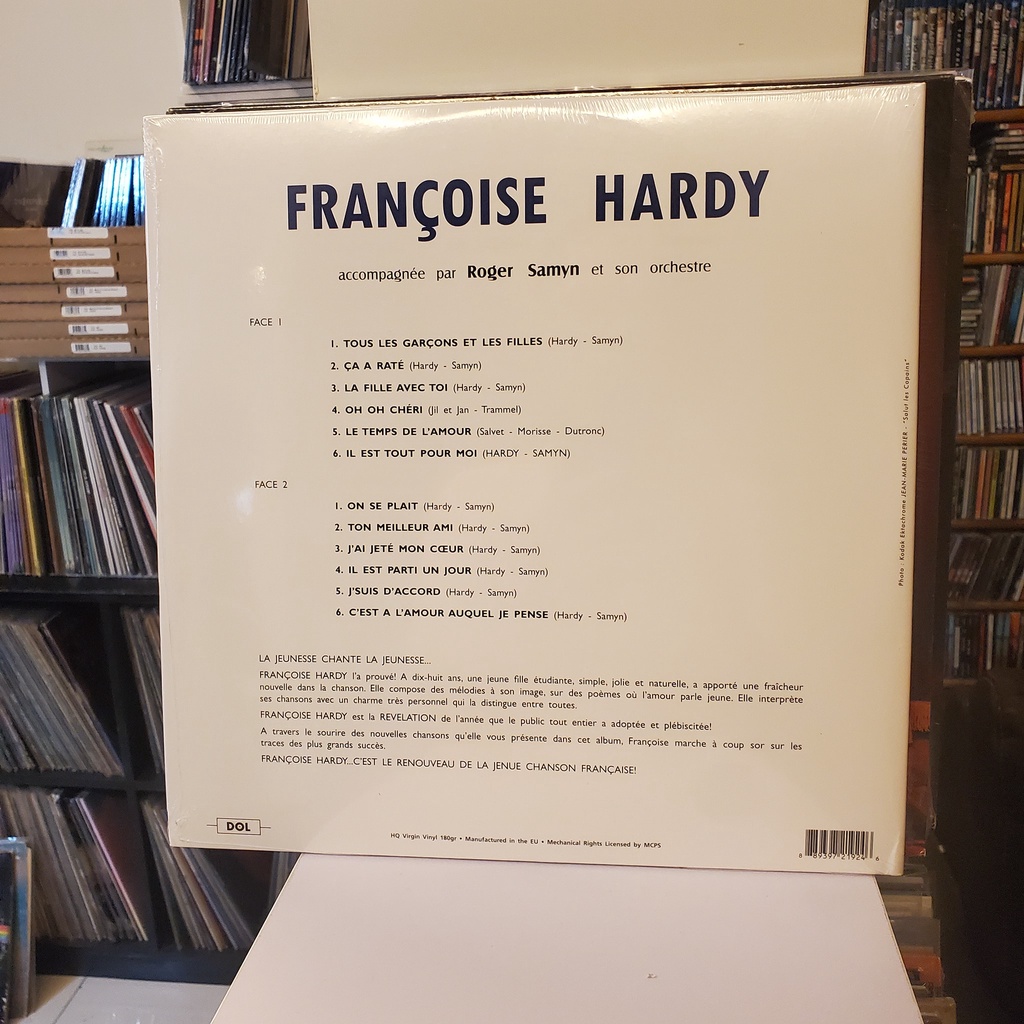 FRANÇOISE HARDY
accompagnée par Roger Samyn et son orchestre
FACE 1
1. TOUS LES GARÇONS ET LES FILLES (Hardy - Samyn)
2. ÇA A RATÉ (Hardy - Samyn)
3. LA FILLE AVEC TOI (Hardy - Samyn)
4. OH OH CHÉRI (Jil et Jan - Trammel)
5. LE TEMPS DE L'AMOUR (Salvet - Morisse - Dutronc)
6. IL EST TOUT POUR MOI (HARDY - SAMYN)
FACE 2
1. ON SE PLAIT (Hardy - Samyn)
2. TON MEILLEUR AMI (Hardy - Samyn)
3. J'AI JETÉ MON CŒUR (Hardy - Samyn)
4. IL EST PARTI UN JOUR (Hardy - Samyn)
5. J'SUIS D'ACCORD (Hardy - Samyn)
6. C'EST A L'AMOUR AUQUEL JE PENSE (Hardy - Samyn)
LA JEUNESSE CHANTE LA JEUNESSE...
FRANÇOISE HARDY l'a prouvé! A dix-huit ans, une jeune fille étudiante, simple, jolie et naturelle, a apporté une fraîcheur
nouvelle dans la chanson. Elle compose des mélodies à son image, sur des poèmes où l'amour parle jeune. Elle interprète
ses chansons avec un charme très personnel qui la distingue entre toutes.
FRANÇOISE HARDY est la REVELATION de l'année que le public tout entier a adoptée et plébiscitée!
A travers le sourire des nouvelles chansons qu'elle vous présente dans cet album, Françoise marche à coup sor sur les
traces des plus grands succès.
FRANÇOISE HARDY...C'EST LE RENOUVEAU DE LA JENUE CHANSON FRANÇAISE!
DOL
HQ Virgin Vinyl 180gr • Manufactured in the EU • Mechanical Rights Licensed by MCPS
8 89397 21924 6
Photo : Kodak Ektachrome JEAN-MARIE PERIER - "Salut les Copains"